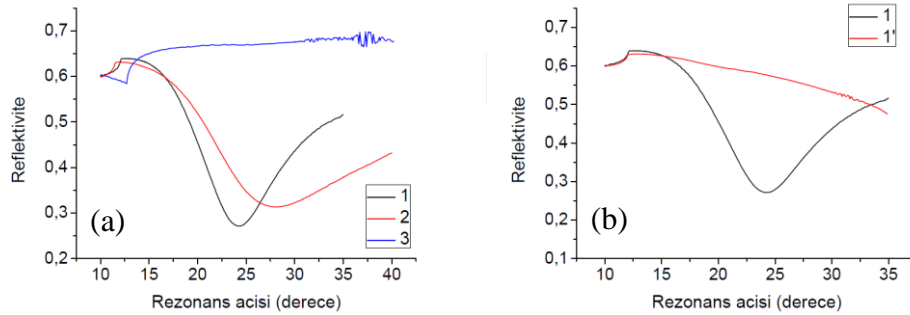 0,7
0,6
0,5
0,4
0,3
0,2
Reflektivite
(a)
1
2
3
10 15 20 25 30 35 40
Rezonans acisi (derece)
0,7
0,6
0,5
0,4
0,3
0,2
0,1
Reflektivite
(b)
1
1'
10 15 20 25 30 35
Rezonans acisi (derece)